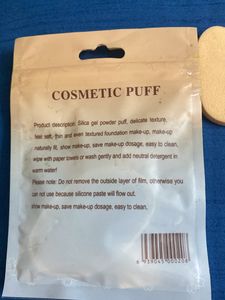 COSMETIC PUFF
Product description: Silica gel powder puff, delicate texture,
feel soft, thin and even textured foundation make-up, make-up
naturally fit, show make-up, save make-up dosage, easy to clean,
wipe with paper towels or wash gently and add neutral detergent in
warm water!
Please note: Do not remove the outside layer of film, otherwise you
can not use because silicone paste will flow out.
show make-up, save make-up dosage, easy to clean,
6 939045 000208